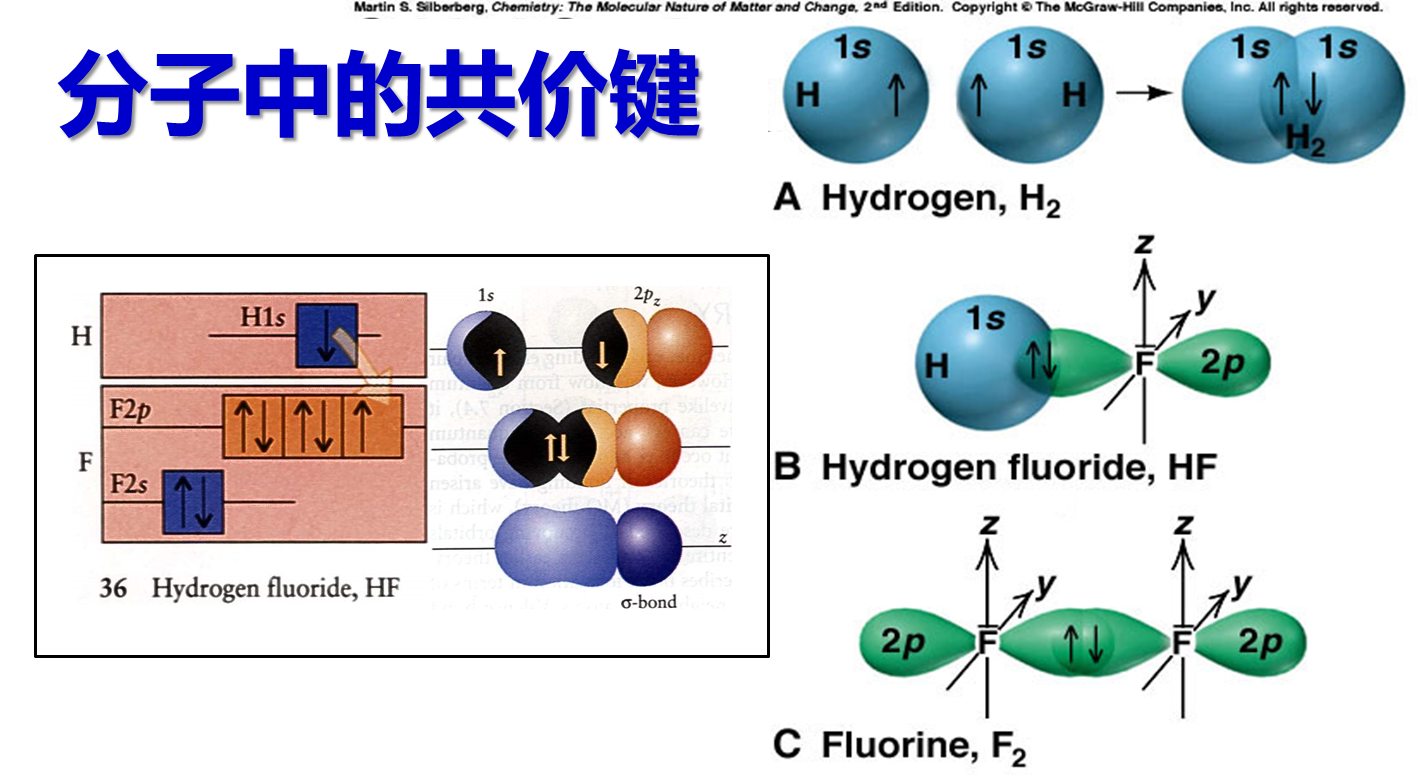 Martin S. Silberberg, Chemistry: The Molecular Nature of Matter and Change, 2nd Edition. Copyright © The McGraw-Hill Companies, Inc. All rights reserved.
分子中的共价键
1s 1s 1s 1s
H H H2
A Hydrogen, H2
H H1s
F F2p
F2s
36 Hydrogen fluoride, HF
1s 2pz
z
σ-bond
z
y
1s
H F 2p
B Hydrogen fluoride, HF
z z
y y
2p F F 2p
C Fluorine, F2